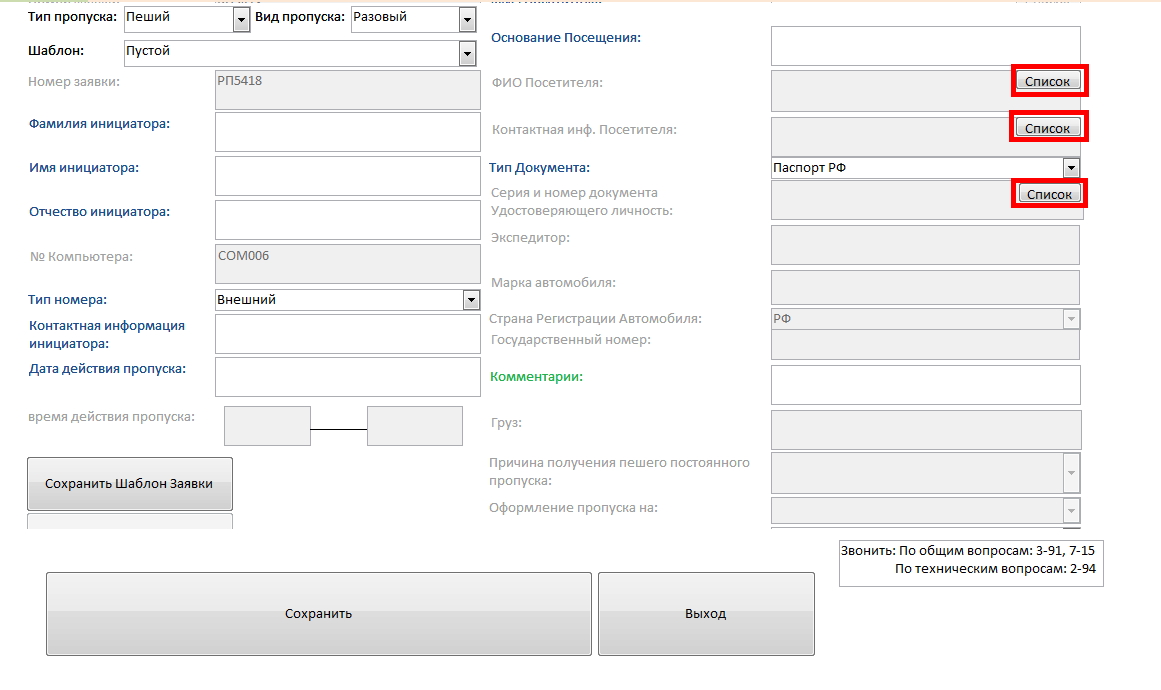 Тип пропуска: Пеший Вид пропуска: Разовый
Шаблон: Пустой
Номер заявки: РП5418
Фамилия инициатора:
Имя инициатора:
Отчество инициатора:
№ Компьютера: COM006
Тип номера: Внешний
Контактная информация
инициатора:
Дата действия пропуска:
время действия пропуска:
Сохранить Шаблон Заявки
Основание Посещения:
ФИО Посетителя: Список
Контактная инф. Посетителя: Список
Тип Документа: Паспорт РФ
Серия и номер документа
Удостоверяющего личность: Список
Экспедитор:
Марка автомобиля:
Страна Регистрации Автомобиля: РФ
Государственный номер:
Комментарии:
Груз:
Причина получения пешего постоянного
пропуска:
Оформление пропуска на:
Звонить: По общим вопросам: 3-91, 7-15
По техническим вопросам: 2-94
Сохранить
Выход